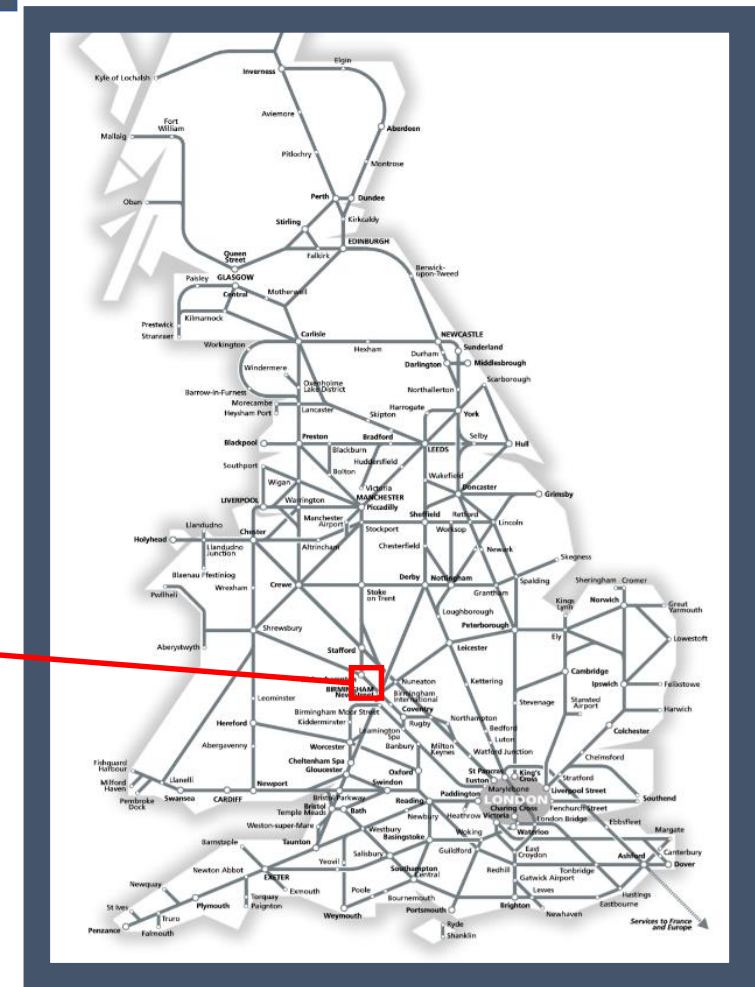 Elgin
Inverness
Kyle of Lochalsh
Aviemore
Fort
William
Aberdeen
Mallaig
Pitlochry
Montrose
Perth
Dundee
Oban
Stirling
Kirkcaldy
EDINBURGH
Queen
Street
Falkirk
Berwick-
upon-Tweed
Paisley
GLASGOW
Central
Motherwell
Kilmarnock
Prestwick
Stranraer
Carlisle
NEWCASTLE
Workington
Hexham
Sunderland
Durham
Darlington
Middlesbrough
Windermere
Scarborough
Oxenholme
Lake District
Northallerton
Barrow-in-Furness
Morecambe
Heysham Port
Lancaster
Harrogate
Skipton
York
Blackpool
Preston
Bradford
Selby
Blackburn
LEEDS
Hull
Southport
Huddersfield
Bolton
Wakefield
Wigan
Victoria
Doncaster
MANCHESTER
Piccadilly
Grimsby
LIVERPOOL
Warrington
Manchester
Airport
Sheffield
Retford
Llandudno
Stockport
Worksop
Lincoln
Holyhead
Chester
Llandudno
Junction
Altrincham
Chesterfield
Newark
Skegness
Blaenau Ffestiniog
Crewe
Derby
Nottingham
Spalding
Sheringham
Cromer
Pwllheli
Wrexham
Stoke
on Trent
Grantham
Kings
Lynn
Norwich
Great
Yarmouth
Loughborough
Shrewsbury
Peterborough
Ely
Lowestoft
Aberystwyth
Stafford
Leicester
Cambridge
Nuneaton
Kettering
Ipswich
Felixstowe
BIRMINGHAM
New Street
Birmingham
International
Leominster
Stevenage
Stansted
Airport
Harwich
Birmingham Moor Street
Coventry
Kidderminster
Rugby
Northampton
Hereford
Leamington
Spa
Bedford
Colchester
Worcester
Banbury
Milton
Keynes
Luton
Abergavenny
Watford Junction
Chelmsford
Cheltenham Spa
Gloucester
Oxford
St Pancras
King's
Cross
Fishguard
Harbour
Llanelli
Swindon
Euston
Stratford
Milford
Haven
Newport
Paddington
Marylebone
Liverpool Street
Pembroke
Dock
Swansea
CARDIFF
Bristol Parkway
Reading
LONDON
Southend
Bristol
Temple Meads
Bath
Newbury
Heathrow
Victoria
Charing Cross
Fenchurch Street
Weston-super-Mare
London Bridge
Ebbsfleet
Westbury
Basingstoke
Woking
Waterloo
Margate
Barnstaple
Taunton
Salisbury
Guildford
East
Croydon
Canterbury
Yeovil
Ashford
Dover
Newton Abbot
EXETER
Southampton
Central
Redhill
Gatwick Airport
Tonbridge
Newquay
Exmouth
Poole
Lewes
Hastings
St Ives
Plymouth
Torquay
Paignton
Bournemouth
Eastbourne
Truro
Weymouth
Portsmouth
Brighton
Newhaven
Penzance
Falmouth
Ryde
Shanklin
Services to France
and Europe